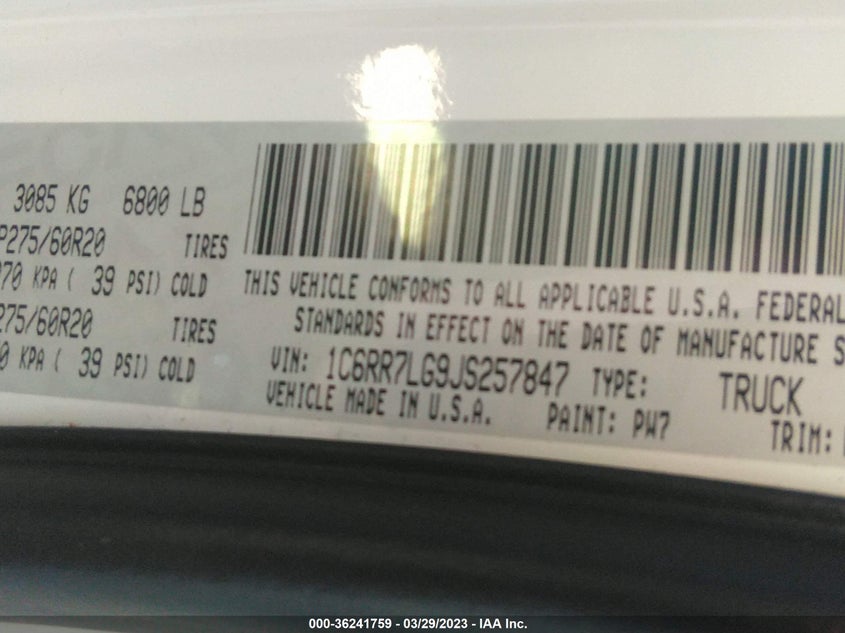 3085 KG 6800 LB
P275/60R20 TIRES
270 KPA ( 39 PSI) COLD
275/60R20 TIRES
0 KPA ( 39 PSI) COLD
THIS VEHICLE CONFORMS TO ALL APPLICABLE U.S.A. FEDERAL
STANDARDS IN EFFECT ON THE DATE OF MANUFACTURE S
VIN: 1C6RR7LG9JS257847 TYPE: TRUCK
VEHICLE MADE IN U.S.A. PAINT: PW7 TRIM:
000-36241759 - 03/29/2023 - IAA Inc.